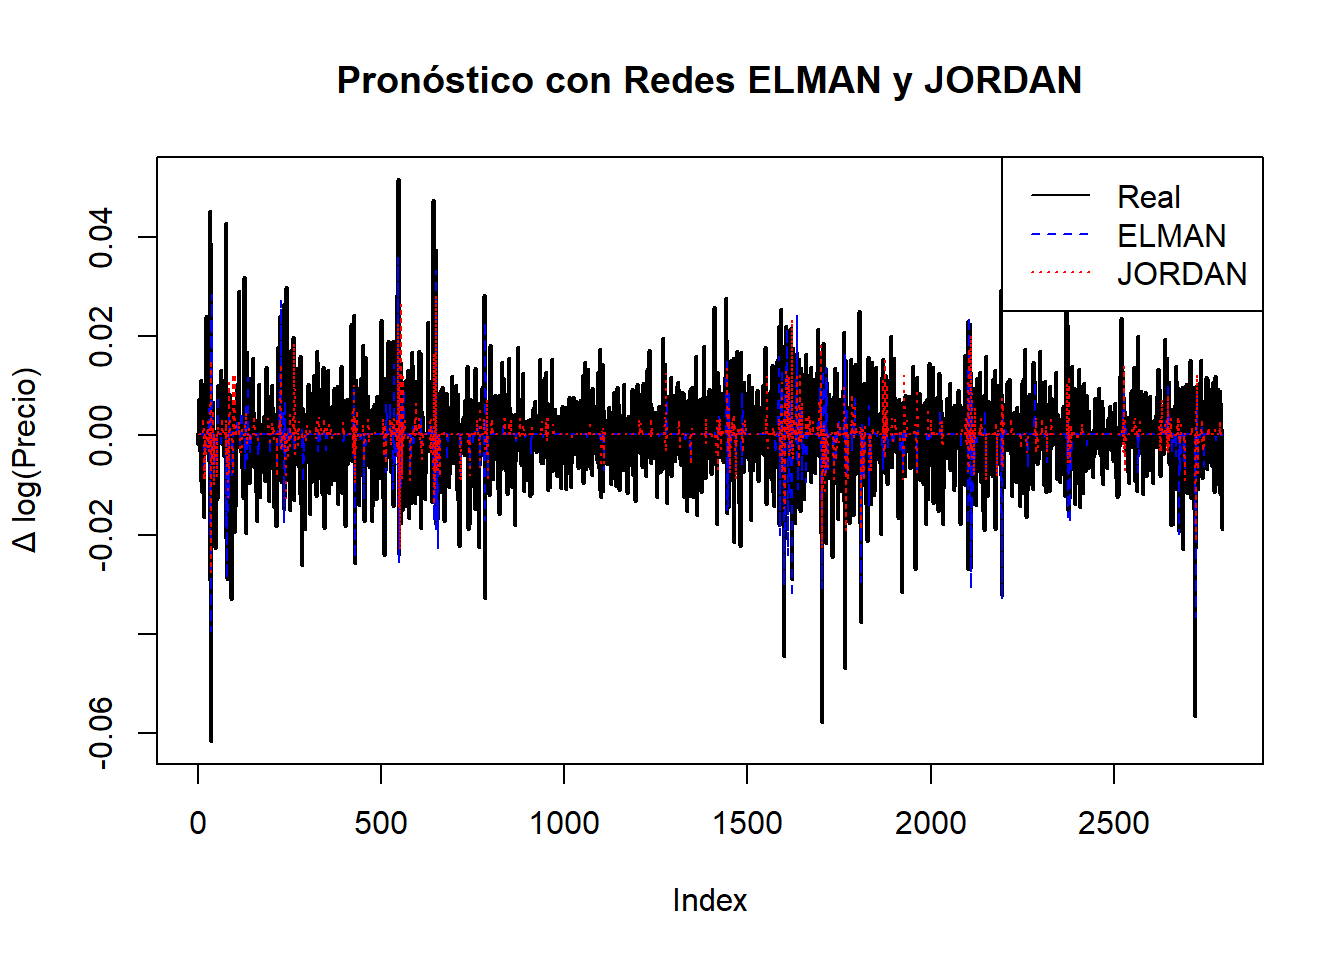 Pronóstico con Redes ELMAN y JORDAN
Real
ELMAN
JORDAN
Δ log(Precio)
0.04
0.02
0.00
-0.02
-0.06
0 500 1000 1500 2000 2500
Index